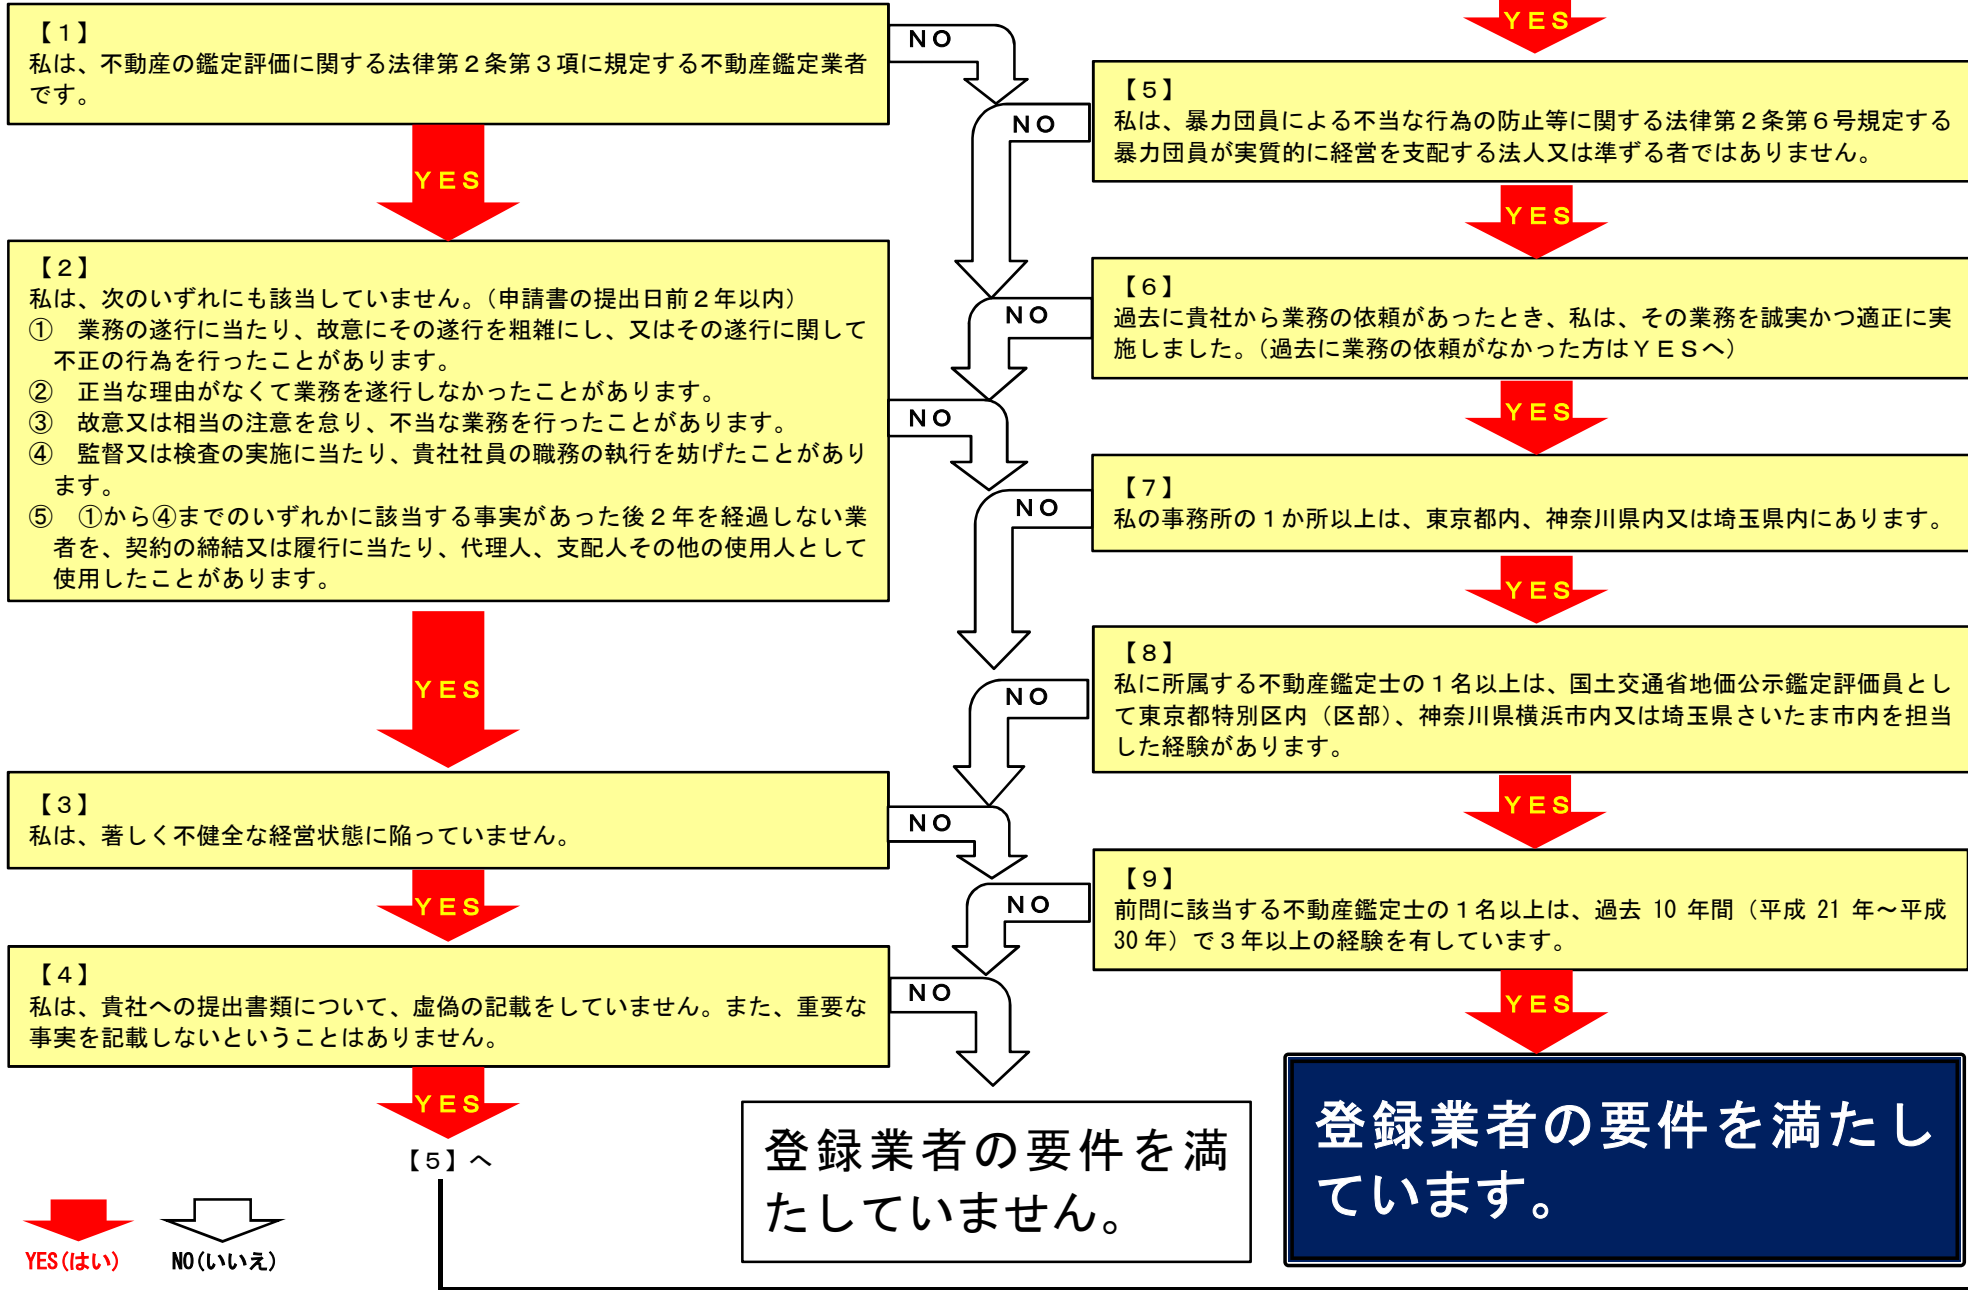 【１】
私は、不動産の鑑定評価に関する法律第２条第３項に規定する不動産鑑定業者
です。
NO
YES
【２】
私は、次のいずれにも該当していません。（申請書の提出日前２年以内）
①　業務の遂行に当たり、故意にその遂行を粗雑にし、又はその遂行に関して
不正の行為を行ったことがあります。
②　正当な理由がなくて業務を遂行しなかったことがあります。
③　故意又は相当の注意を怠り、不当な業務を行ったことがあります。
④　監督又は検査の実施に当たり、貴社社員の職務の執行を妨げたことがあり
ます。
⑤　①から④までのいずれかに該当する事実があった後２年を経過しない業
者を、契約の締結又は履行に当たり、代理人、支配人その他の使用人として
使用したことがあります。
NO
YES
【３】
私は、著しく不健全な経営状態に陥っていません。
NO
YES
【４】
私は、貴社への提出書類について、虚偽の記載をしていません。また、重要な
事実を記載しないということはありません。
NO
YES
【５】へ
YES(はい)
NO(いいえ)
YES
【５】
私は、暴力団員による不当な行為の防止等に関する法律第２条第６号規定する
暴力団員が実質的に経営を支配する法人又は準ずる者ではありません。
NO
YES
【６】
過去に貴社から業務の依頼があったとき、私は、その業務を誠実かつ適正に実
施しました。（過去に業務の依頼がなかった方はＹＥＳへ）
NO
YES
【７】
私の事務所の１か所以上は、東京都内、神奈川県内又は埼玉県内にあります。
NO
YES
【８】
私に所属する不動産鑑定士の１名以上は、国土交通省地価公示鑑定評価員とし
て東京都特別区内（区部）、神奈川県横浜市内又は埼玉県さいたま市内を担当
した経験があります。
NO
YES
【９】
前問に該当する不動産鑑定士の１名以上は、過去 10 年間（平成 21 年～平成
30 年）で３年以上の経験を有しています。
NO
YES
登録業者の要件を満
たしていません。
登録業者の要件を満たし
ています。